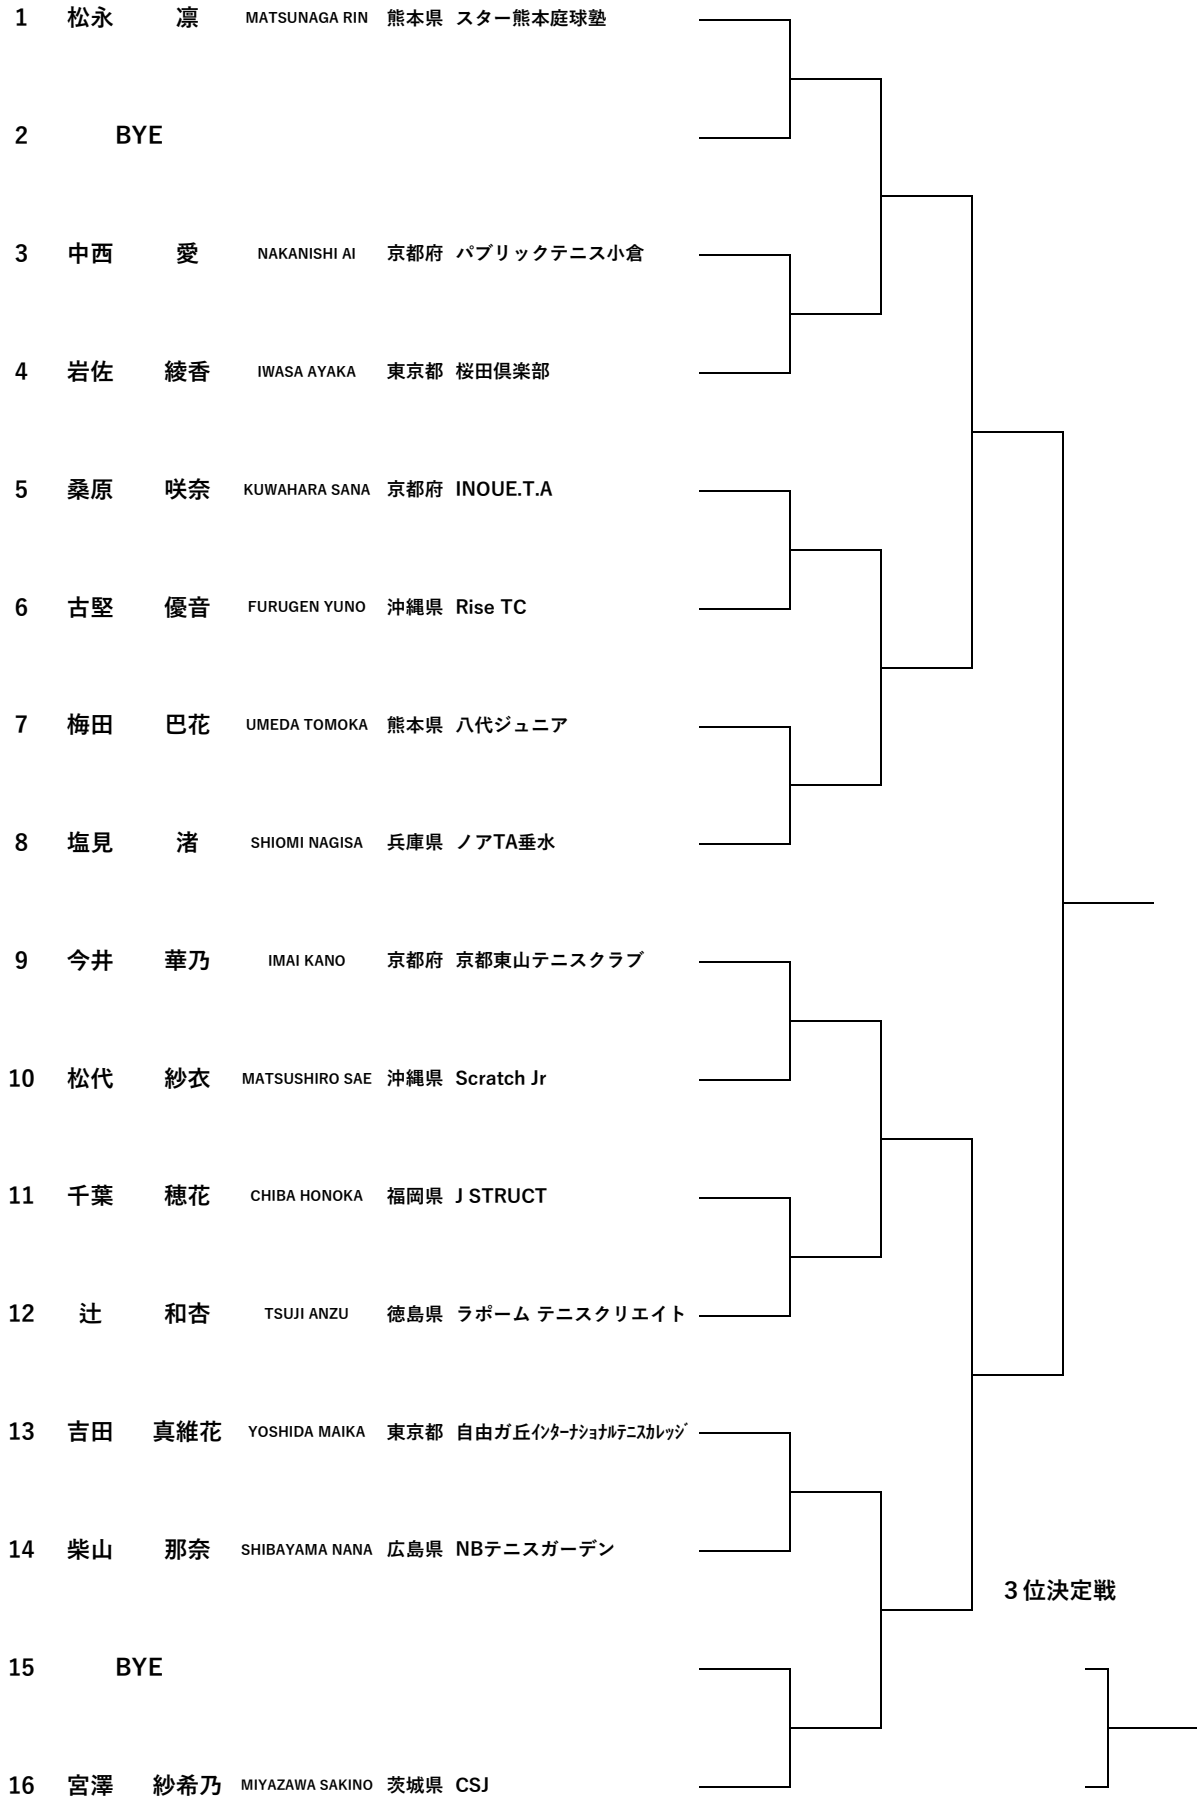 1 松永 凛 MATSUNAGA RIN 熊本県 スター熊本庭球塾
2 BYE
3 中西 愛 NAKANISHI AI 京都府 パブリックテニス小倉
4 岩佐 綾香 IWASA AYAKA 東京都 桜田倶楽部
5 桑原 咲奈 KUWAHARA SANA 京都府 INOUE.T.A
6 古堅 優音 FURUGEN YUNO 沖縄県 Rise TC
7 梅田 巴花 UMEDA TOMOKA 熊本県 八代ジュニア
8 塩見 渚 SHIOMI NAGISA 兵庫県 ノアTA垂水
9 今井 華乃 IMAI KANO 京都府 京都東山テニスクラブ
10 松代 紗衣 MATSUSHIRO SAE 沖縄県 Scratch Jr
11 千葉 穂花 CHIBA HONOKA 福岡県 J STRUCT
12 辻 和杏 TSUJI ANZU 徳島県 ラポーム テニスクリエイト
13 吉田 真維花 YOSHIDA MAIKA 東京都 自由ガ丘ｲﾝﾀｰﾅｼｮﾅﾙﾃﾆｽｶﾚｯｼﾞ
14 柴山 那奈 SHIBAYAMA NANA 広島県 NBテニスガーデン
３位決定戦
15 BYE
16 宮澤 紗希乃 MIYAZAWA SAKINO 茨城県 CSJ